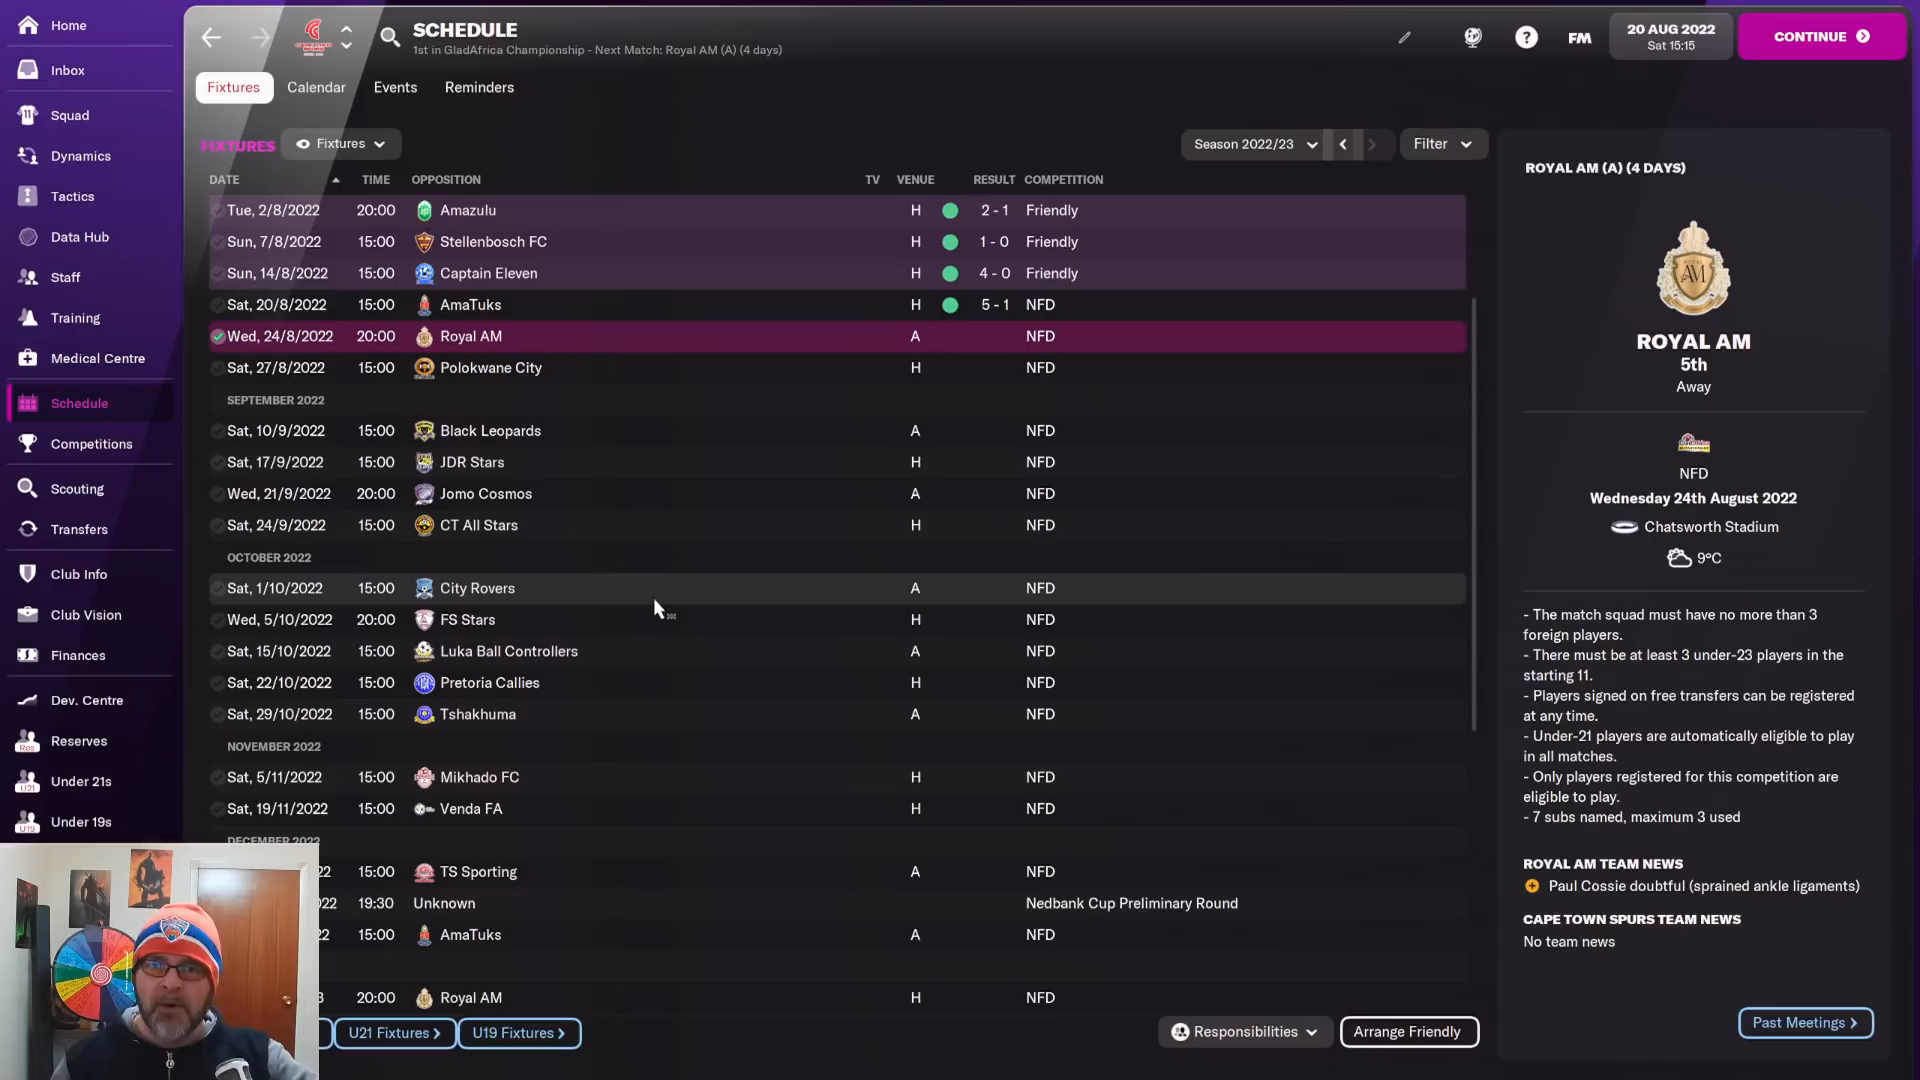 Home
Inbox
Squad
Dynamics
Tactics
Data Hub
Staff
Training
Medical Centre
Schedule
Competitions
Scouting
Transfers
Club Info
Club Vision
Finances
Dev. Centre
Reserves
Under 21s
Under 19s
SCHEDULE
1st in GladAfrica Championship - Next Match: Royal AM (A) (4 days)
FM
20 AUG 2022
Sat 15:15
CONTINUE
Fixtures Calendar Events Reminders
FIXTURES Fixtures
Season 2022/23 Filter
DATE TIME OPPOSITION TV VENUE RESULT COMPETITION
Tue, 2/8/2022 20:00 Amazulu H 2 - 1 Friendly
Sun, 7/8/2022 15:00 Stellenbosch FC H 1 - 0 Friendly
Sun, 14/8/2022 15:00 Captain Eleven H 4 - 0 Friendly
Sat, 20/8/2022 15:00 AmaTuks H 5 - 1 NFD
Wed, 24/8/2022 20:00 Royal AM A NFD
Sat, 27/8/2022 15:00 Polokwane City H NFD
SEPTEMBER 2022
Sat, 10/9/2022 15:00 Black Leopards A NFD
Sat, 17/9/2022 15:00 JDR Stars H NFD
Wed, 21/9/2022 20:00 Jomo Cosmos A NFD
Sat, 24/9/2022 15:00 CT All Stars H NFD
OCTOBER 2022
Sat, 1/10/2022 15:00 City Rovers A NFD
Wed, 5/10/2022 20:00 FS Stars H NFD
Sat, 15/10/2022 15:00 Luka Ball Controllers A NFD
Sat, 22/10/2022 15:00 Pretoria Callies H NFD
Sat, 29/10/2022 15:00 Tshakhuma A NFD
NOVEMBER 2022
Sat, 5/11/2022 15:00 Mikhado FC H NFD
Sat, 19/11/2022 15:00 Venda FA H NFD
DECEMBER 2022
2 15:00 TS Sporting A NFD
022 19:30 Unknown Nedbank Cup Preliminary Round
22 15:00 AmaTuks A NFD
3 20:00 Royal AM H NFD
U21 Fixtures U19 Fixtures
Responsibilities Arrange Friendly
ROYAL AM (A) (4 DAYS)
ROYAL
AM
ROYAL AM
5th
Away
NFD
Wednesday 24th August 2022
Chatsworth Stadium
9°C
- The match squad must have no more than 3
foreign players.
- There must be at least 3 under-23 players in the
starting 11.
- Players signed on free transfers can be registered
at any time.
- Under-21 players are automatically eligible to play
in all matches.
- Only players registered for this competition are
eligible to play.
- 7 subs named, maximum 3 used
ROYAL AM TEAM NEWS
Paul Cossie doubtful (sprained ankle ligaments)
CAPE TOWN SPURS TEAM NEWS
No team news
Past Meetings